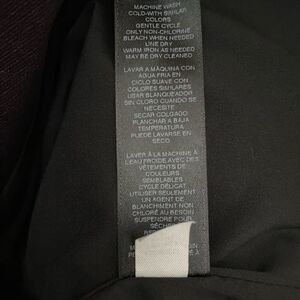 MACHINE WASH
COLD-WITH SIMILAR
COLORS
GENTLE CYCLE
ONLY NON-CHLORINE
BLEACH WHEN NEEDED
LINE DRY
WARM IRON AS NEEDED
MAY BE DRY CLEANED
LAVAR A MÁQUINA CON
AGUA FRIA EN
CICLO SUAVE CON
COLORES SIMILARES
USAR BLANQUEADOR
SIN CLORO CUANDO SE
NECESITE
SECAR COLGADO
PLANCHAR A BAJA
TEMPERATURA
PUEDE LAVARSE EN
SECO
LAVER À LA MACHINE À
L'EAU FROIDE AVEC DES
VÊTEMENTS DE
COULEURS
SEMBLABLES
CYCLE DÉLICAT
UTILISER SEULEMENT
UN AGENT DE
BLANCHIMENT NON
CHLORÉ AU BESOIN
SUSPENDRE POUR